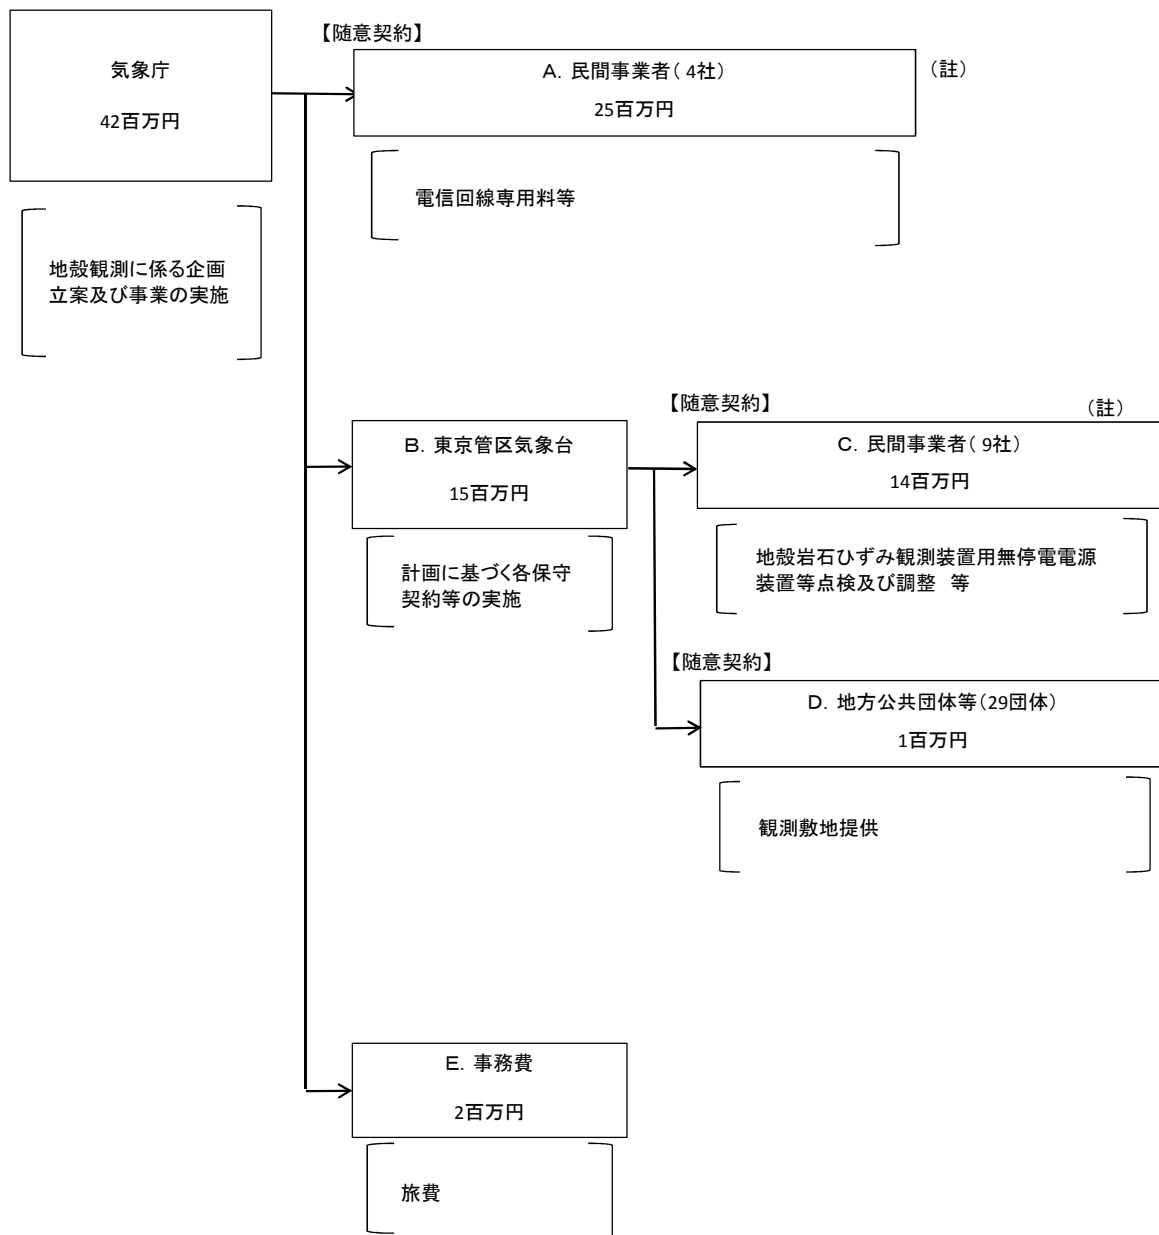 気象庁
42百万円
地殻観測に係る企画
立案及び事業の実施
【随意契約】
A. 民間事業者(4社)
(註)
25百万円
電信回線専用料等
B. 東京管区気象台
15百万円
計画に基づく各保守
契約等の実施
【随意契約】
(註)
C. 民間事業者(9社)
14百万円
地殻岩石ひずみ観測装置用無停電電源
装置等点検及び調整 等
【随意契約】
D. 地方公共団体等(29団体)
1百万円
観測敷地提供
E. 事務費
2百万円
旅費